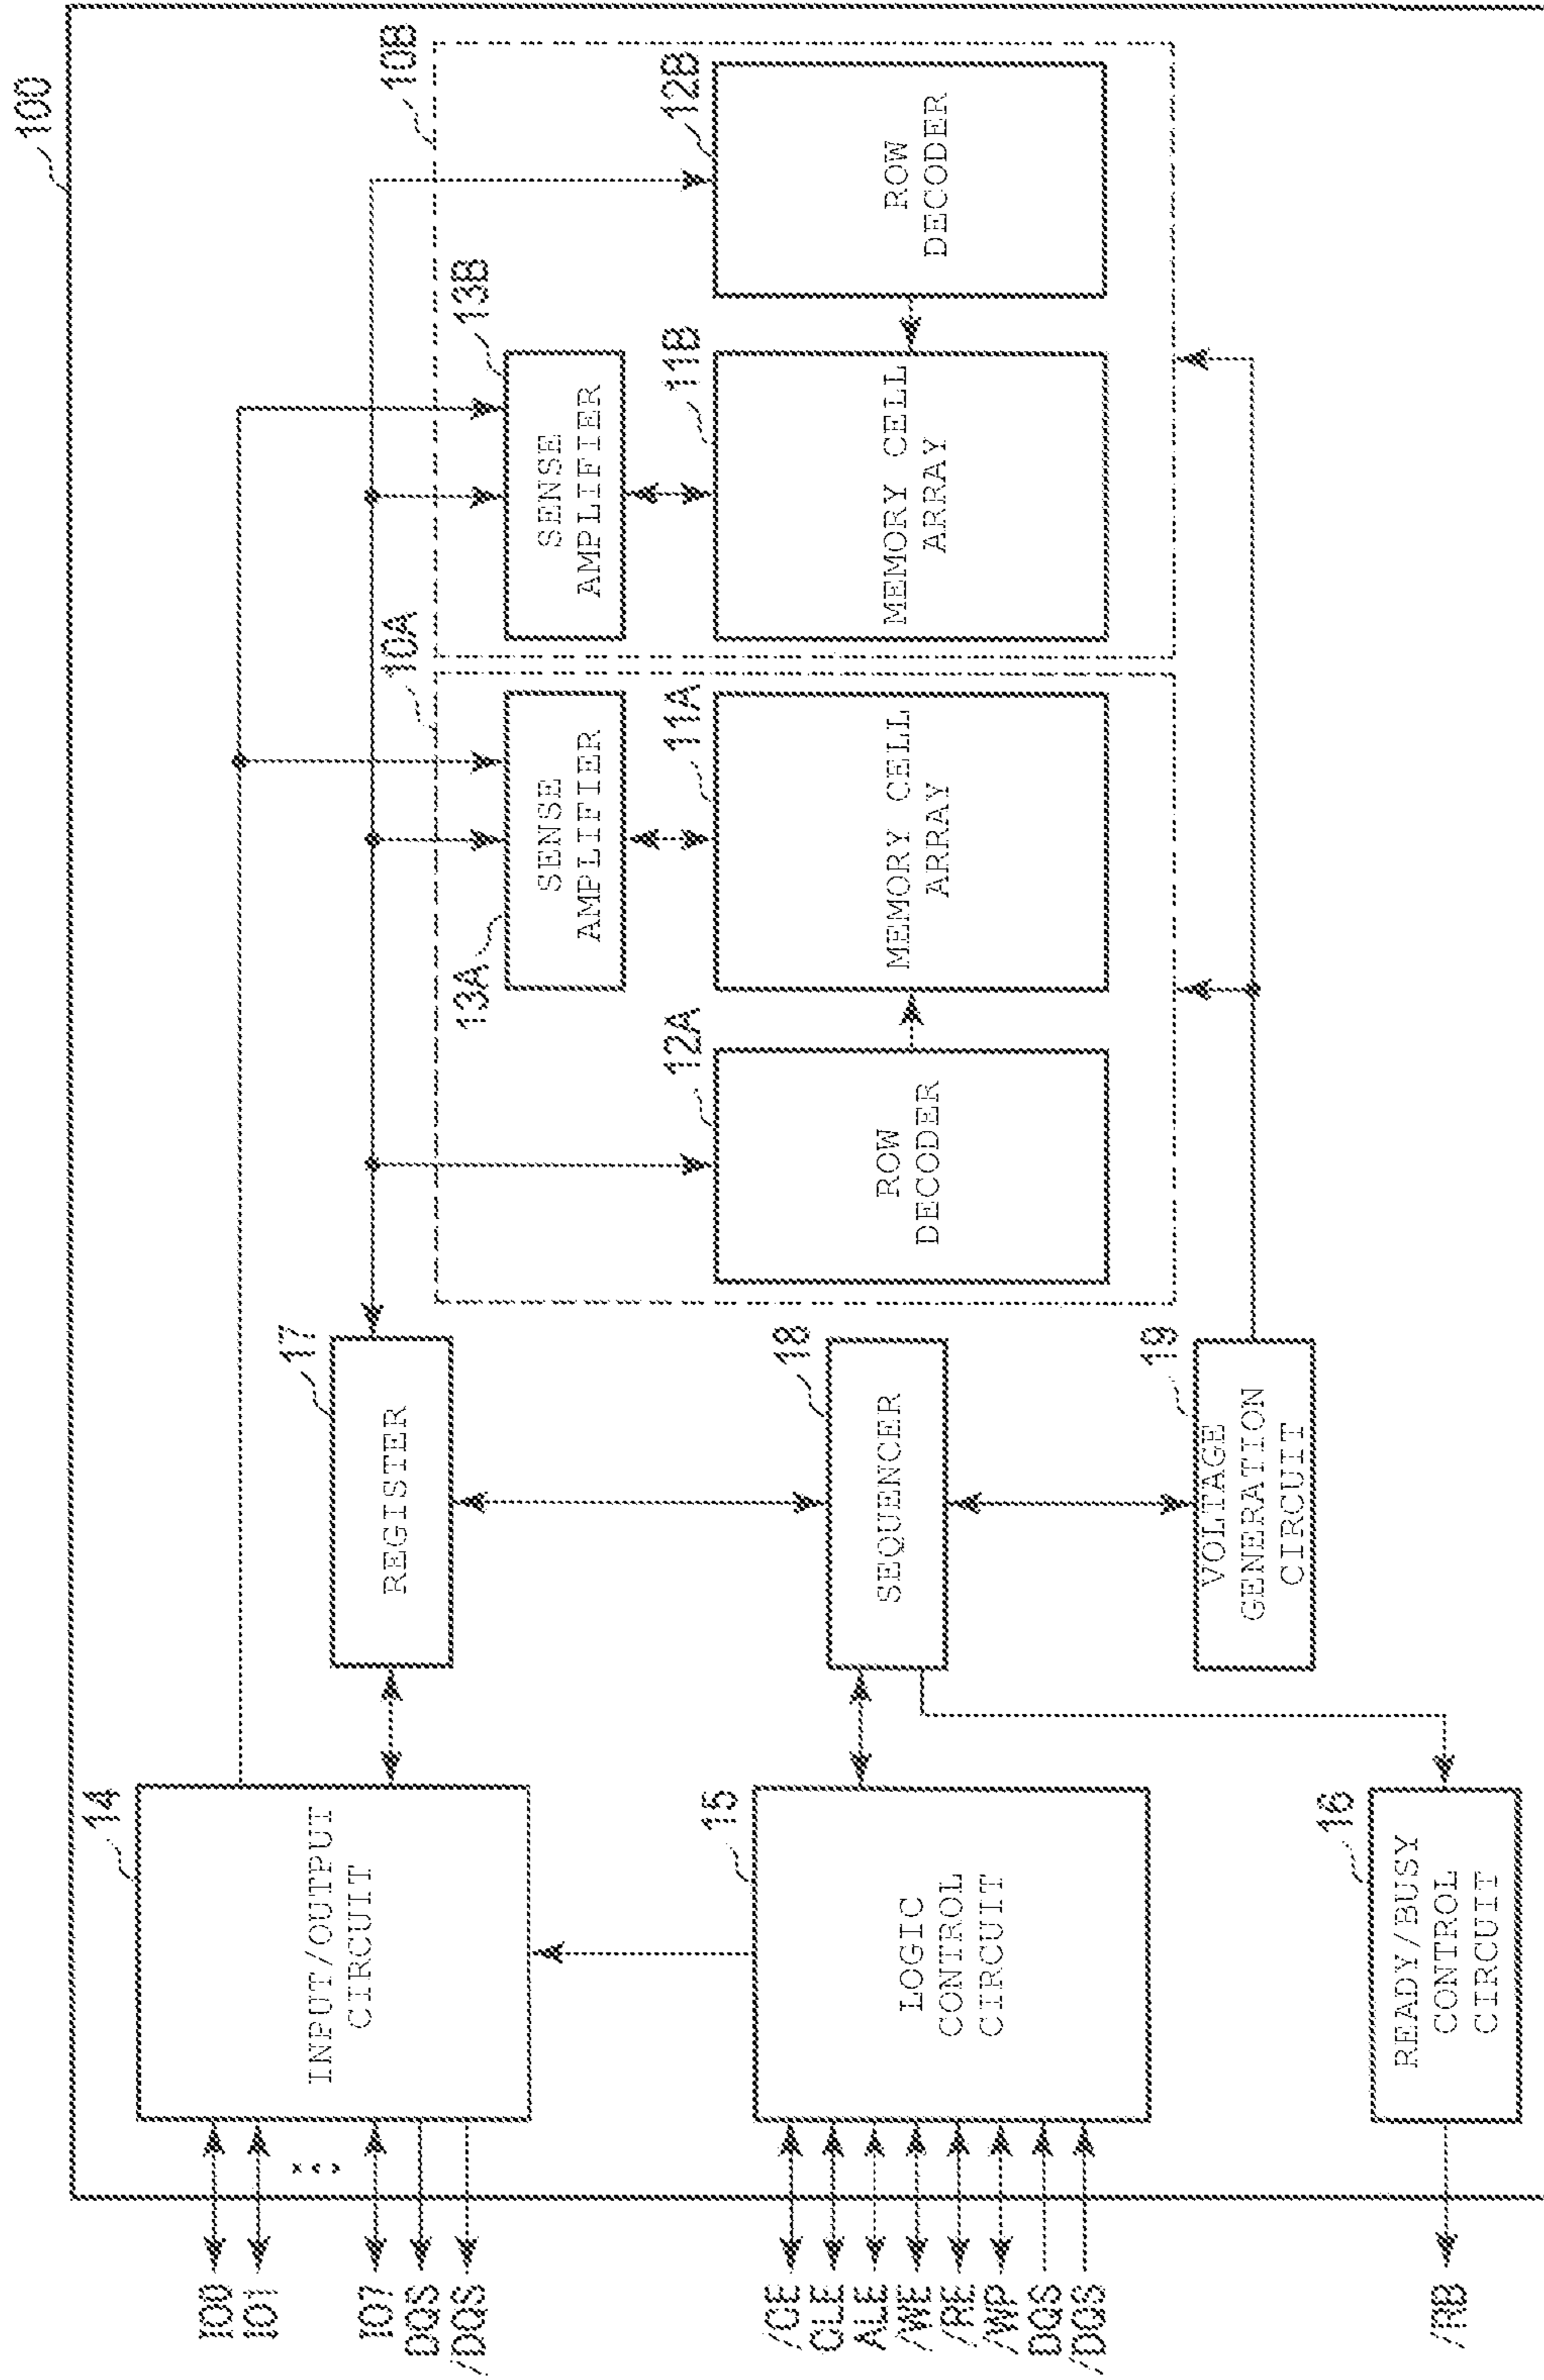 100
14
INPUT/OUTPUT
CIRCUIT
IO0
IO1
IO7
DQS
/DQS
15
LOGIC
CONTROL
CIRCUIT
/CE
CLE
ALE
/WE
/RE
/WP
DQS
/DQS
16
READY/BUSY
CONTROL
CIRCUIT
/RB
17
REGISTER
18
SEQUENCER
19
VOLTAGE
GENERATION
CIRCUIT
10A
13A
SENSE
AMPLIFIER
12A
ROW
DECODER
11A
MEMORY CELL
ARRAY
10B
13B
SENSE
AMPLIFIER
11B
MEMORY CELL
ARRAY
12B
ROW
DECODER